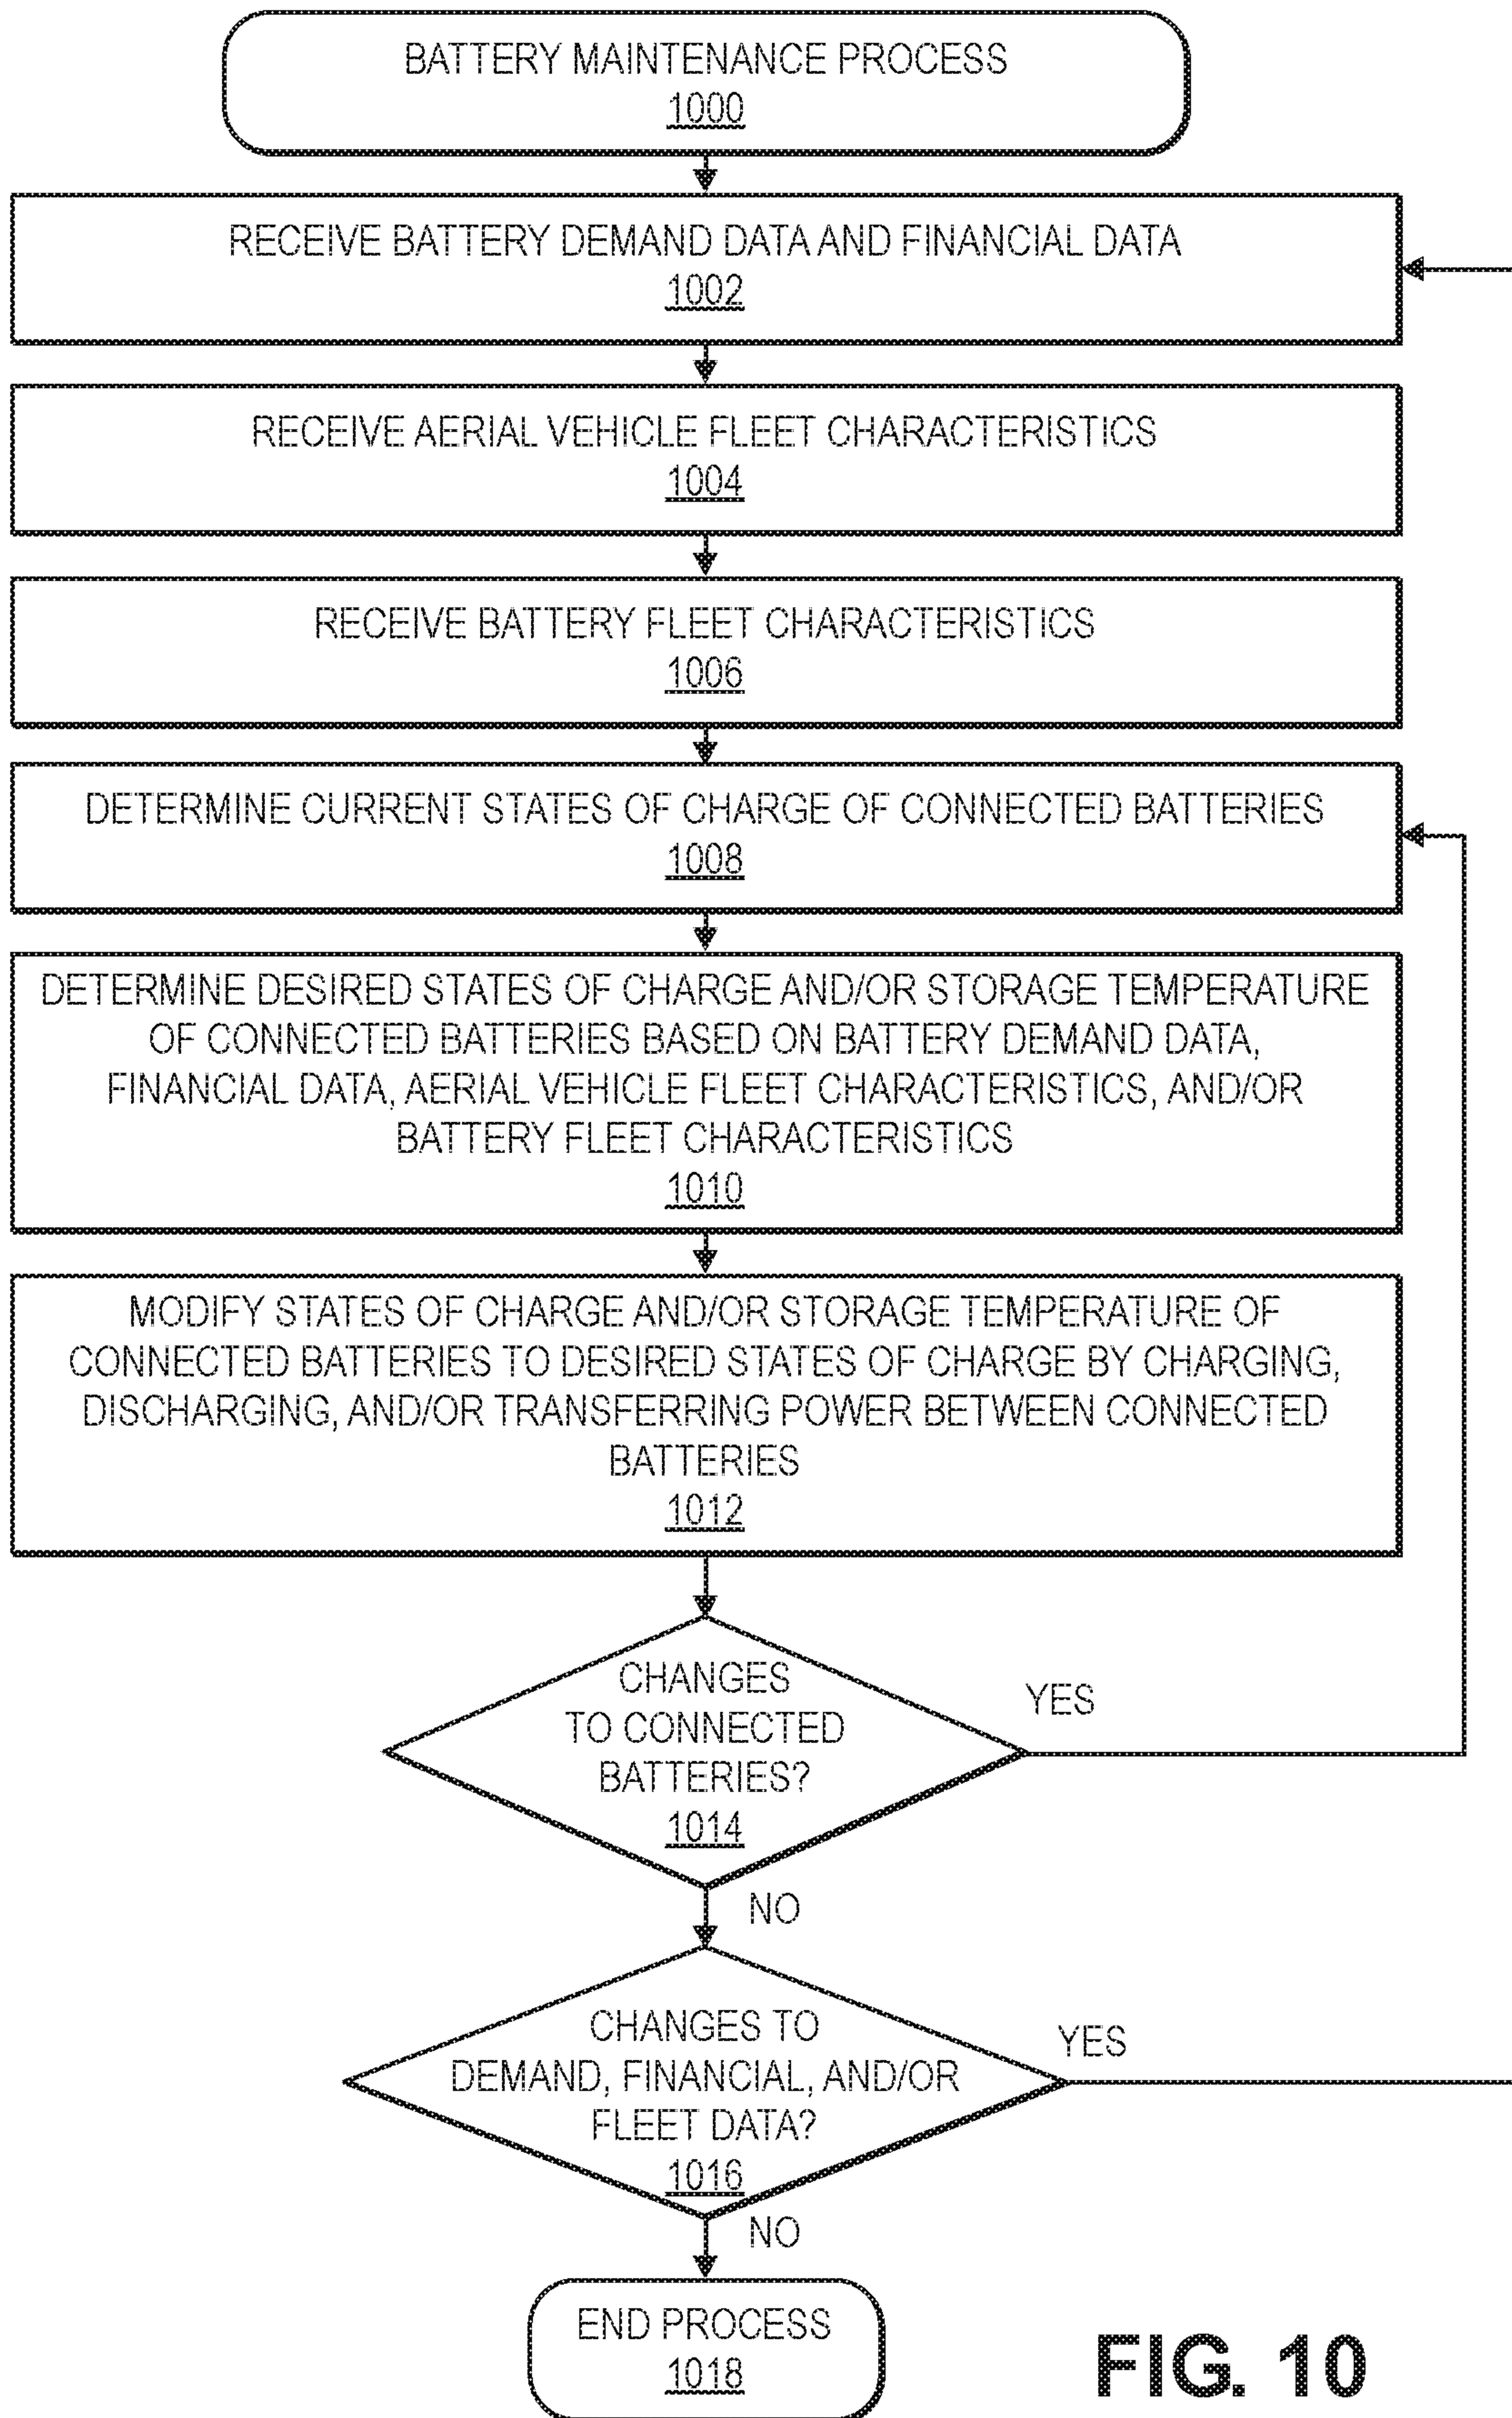 BATTERY MAINTENANCE PROCESS
1000
RECEIVE BATTERY DEMAND DATA AND FINANCIAL DATA
1002
RECEIVE AERIAL VEHICLE FLEET CHARACTERISTICS
1004
RECEIVE BATTERY FLEET CHARACTERISTICS
1006
DETERMINE CURRENT STATES OF CHARGE OF CONNECTED BATTERIES
1008
DETERMINE DESIRED STATES OF CHARGE AND/OR STORAGE TEMPERATURE
OF CONNECTED BATTERIES BASED ON BATTERY DEMAND DATA,
FINANCIAL DATA, AERIAL VEHICLE FLEET CHARACTERISTICS, AND/OR
BATTERY FLEET CHARACTERISTICS
1010
MODIFY STATES OF CHARGE AND/OR STORAGE TEMPERATURE OF
CONNECTED BATTERIES TO DESIRED STATES OF CHARGE BY CHARGING,
DISCHARGING, AND/OR TRANSFERRING POWER BETWEEN CONNECTED
BATTERIES
1012
CHANGES
TO CONNECTED
BATTERIES?
1014
YES
NO
CHANGES TO
DEMAND, FINANCIAL, AND/OR
FLEET DATA?
1016
YES
NO
END PROCESS
1018
FIG. 10